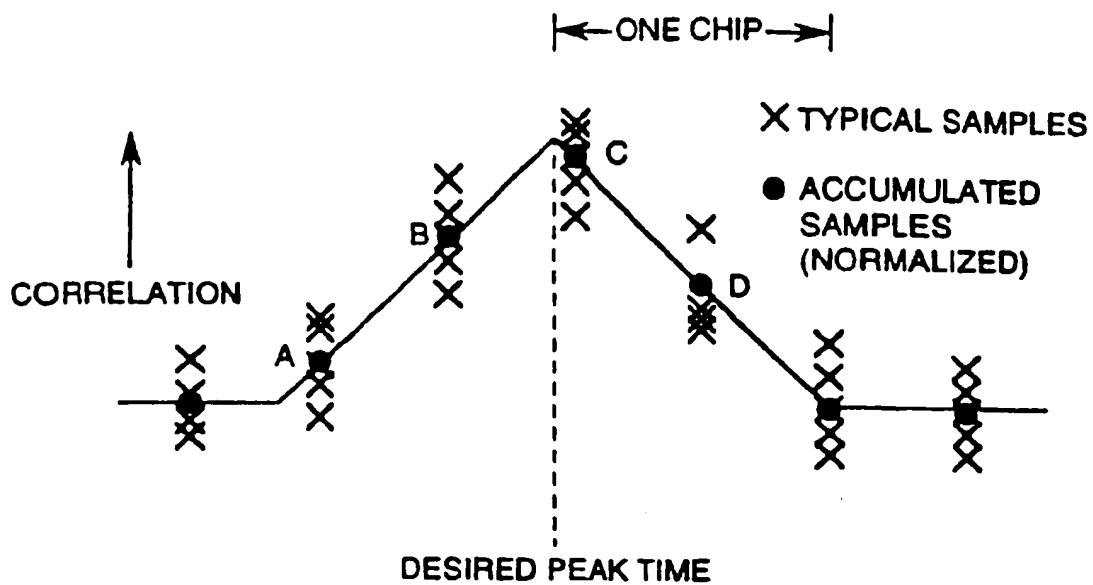 ONE CHIP
TYPICAL SAMPLES
ACCUMULATED
SAMPLES
(NORMALIZED)
CORRELATION
A
B
C
D
DESIRED PEAK TIME